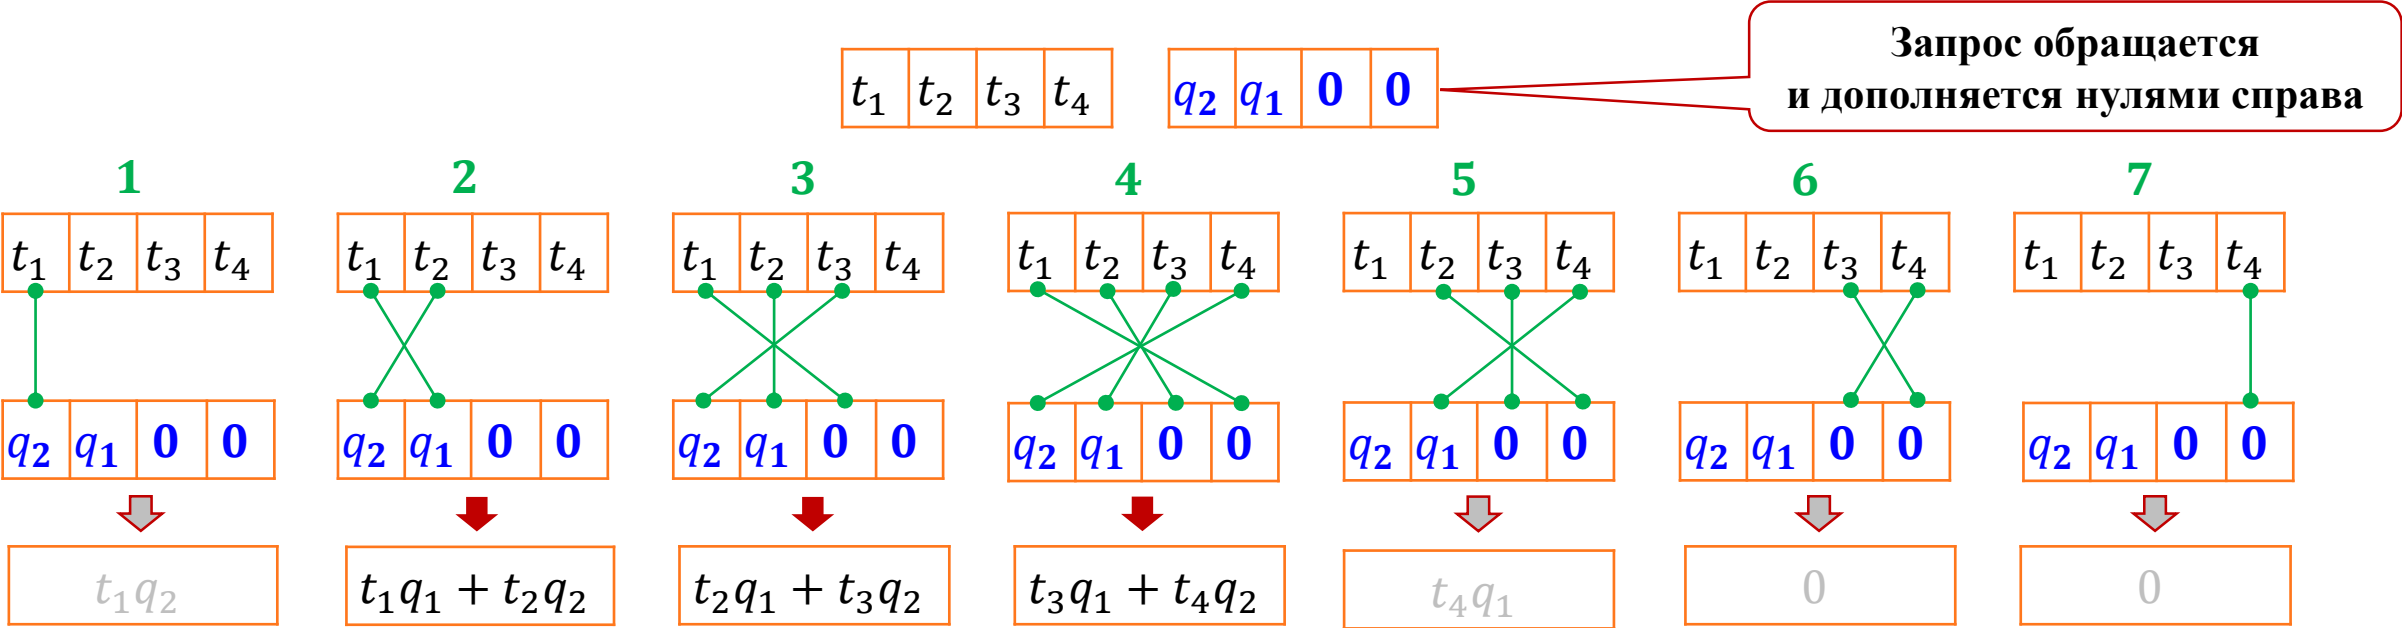 Запрос обращается
и дополняется нулями справа
t₁ t₂ t₃ t₄ q₂ q₁ 0 0
1 2 3 4 5 6 7
t₁ t₂ t₃ t₄ t₁ t₂ t₃ t₄ t₁ t₂ t₃ t₄ t₁ t₂ t₃ t₄ t₁ t₂ t₃ t₄ t₁ t₂ t₃ t₄ t₁ t₂ t₃ t₄
q₂ q₁ 0 0 q₂ q₁ 0 0 q₂ q₁ 0 0 q₂ q₁ 0 0 q₂ q₁ 0 0 q₂ q₁ 0 0 q₂ q₁ 0 0
t₁q₂ t₁q₁ + t₂q₂ t₂q₁ + t₃q₂ t₃q₁ + t₄q₂ t₄q₁ 0 0